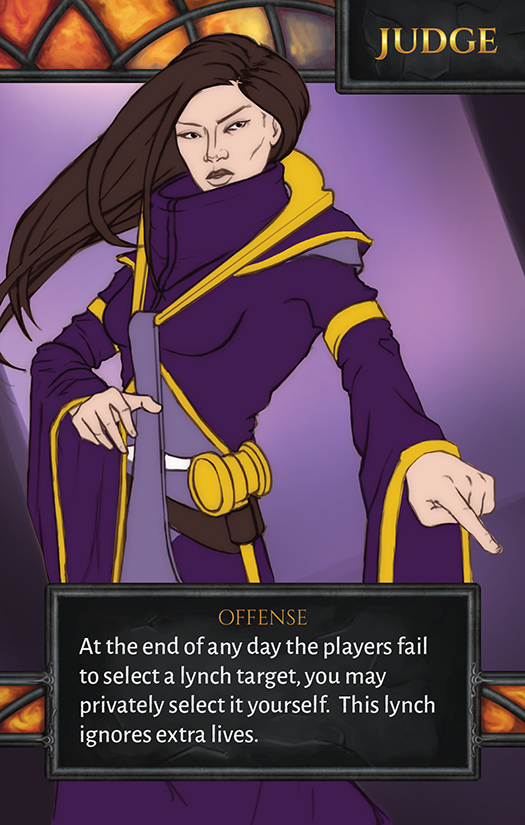 JUDGE
OFFENSE
At the end of any day the players fail
to select a lynch target, you may
privately select it yourself.  This lynch
ignores extra lives.